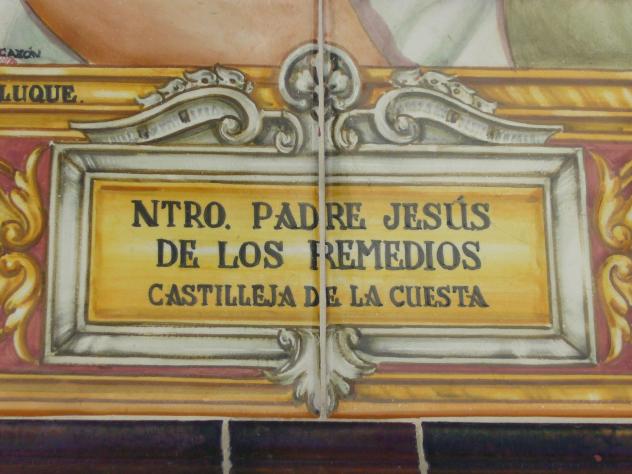 LUQUE.
NTRO. PADRE JESÚS
DE LOS REMEDIOS
CASTILLEJA DE LA CUESTA